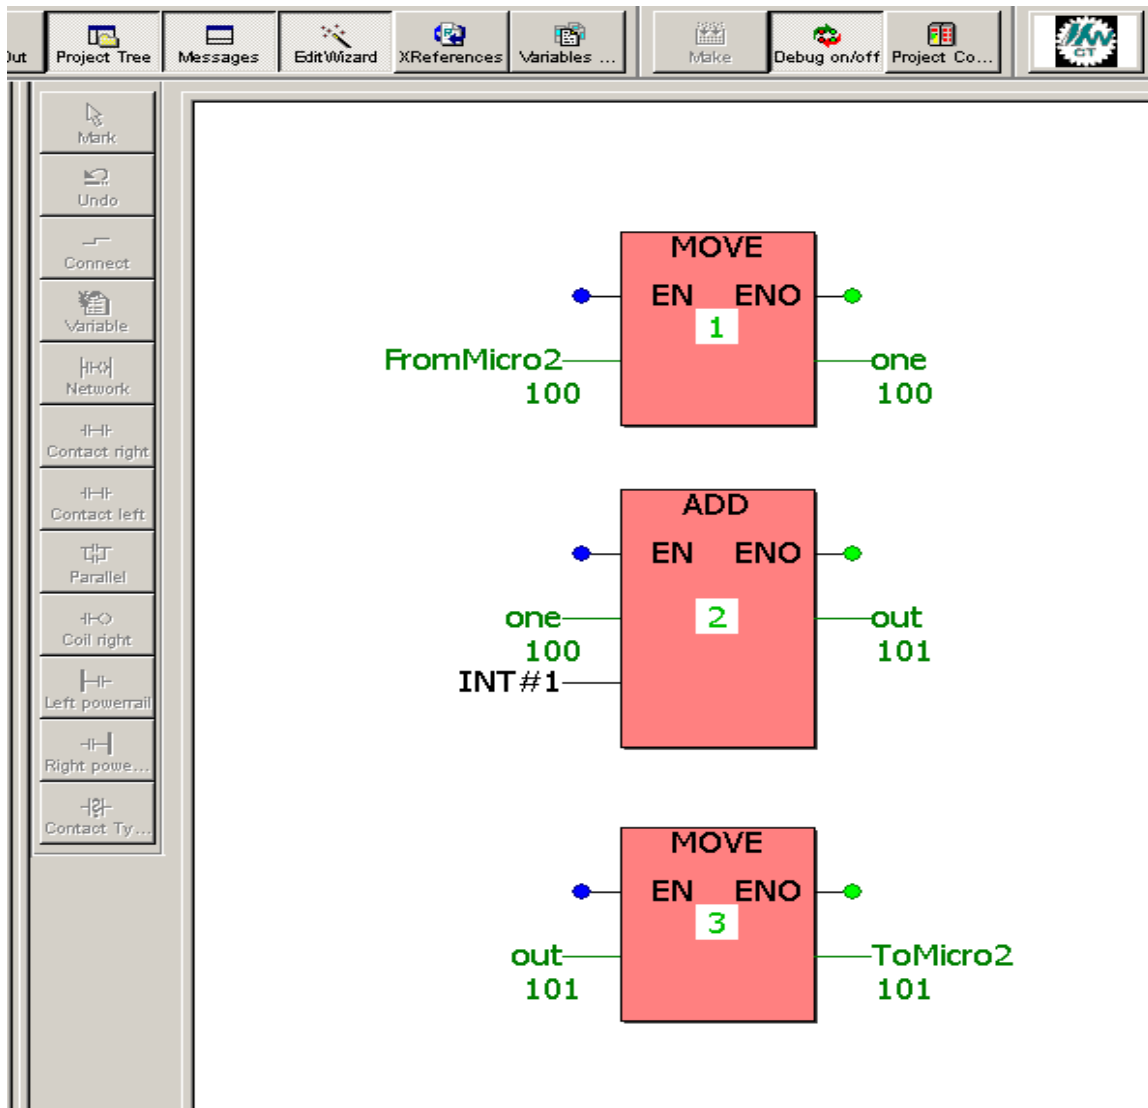 Project Tree Messages EditWizard XReferences Variables ... Make Debug on/off Project Co...
Mark
Undo
Connect
Variable
Network
Contact right
Contact left
Parallel
Coil right
Left powerrail
Right powe...
Contact Ty...
MOVE
EN ENO
1
FromMicro2 one
100 100
ADD
EN ENO
one 2 out
100 101
INT#1
MOVE
EN ENO
3
out ToMicro2
101 101